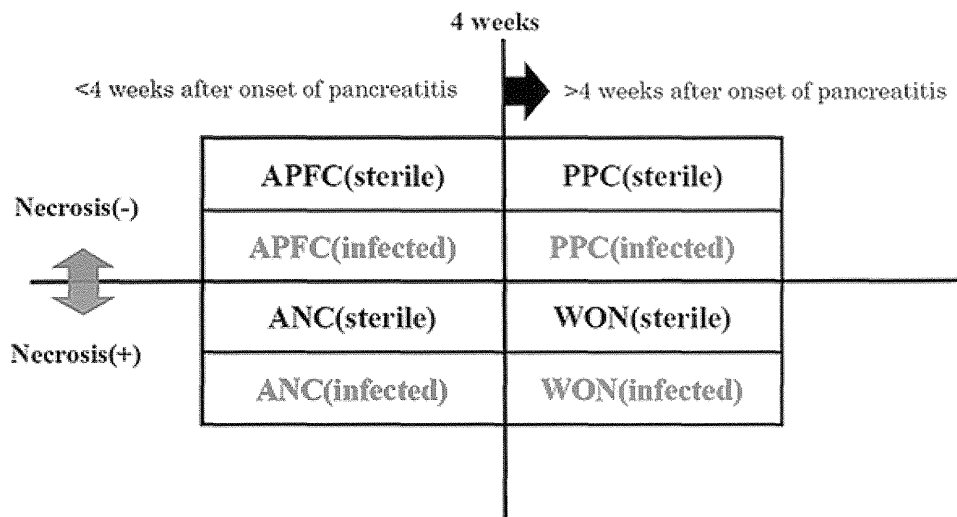 4 weeks
<4 weeks after onset of pancreatitis
>4 weeks after onset of pancreatitis
APFC(sterile)
PPC(sterile)
Necrosis(-)
APFC(infected)
PPC(infected)
ANC(sterile)
WON(sterile)
Necrosis(+)
ANC(infected)
WON(infected)